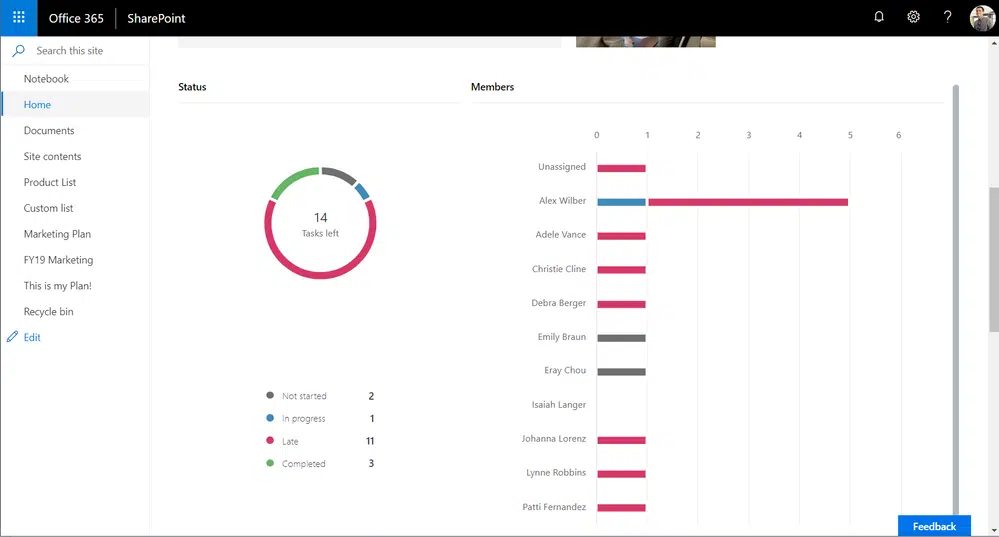 Office 365 SharePoint
Search this site
Notebook
Home
Documents
Site contents
Product List
Custom list
Marketing Plan
FY19 Marketing
This is my Plan!
Recycle bin
Edit
Status
14
Tasks left
Not started 2
In progress 1
Late 11
Completed 3
Members
0 1 2 3 4 5 6
Unassigned
Alex Wilber
Adele Vance
Christie Cline
Debra Berger
Emily Braun
Eray Chou
Isaiah Langer
Johanna Lorenz
Lynne Robbins
Patti Fernandez
Feedback